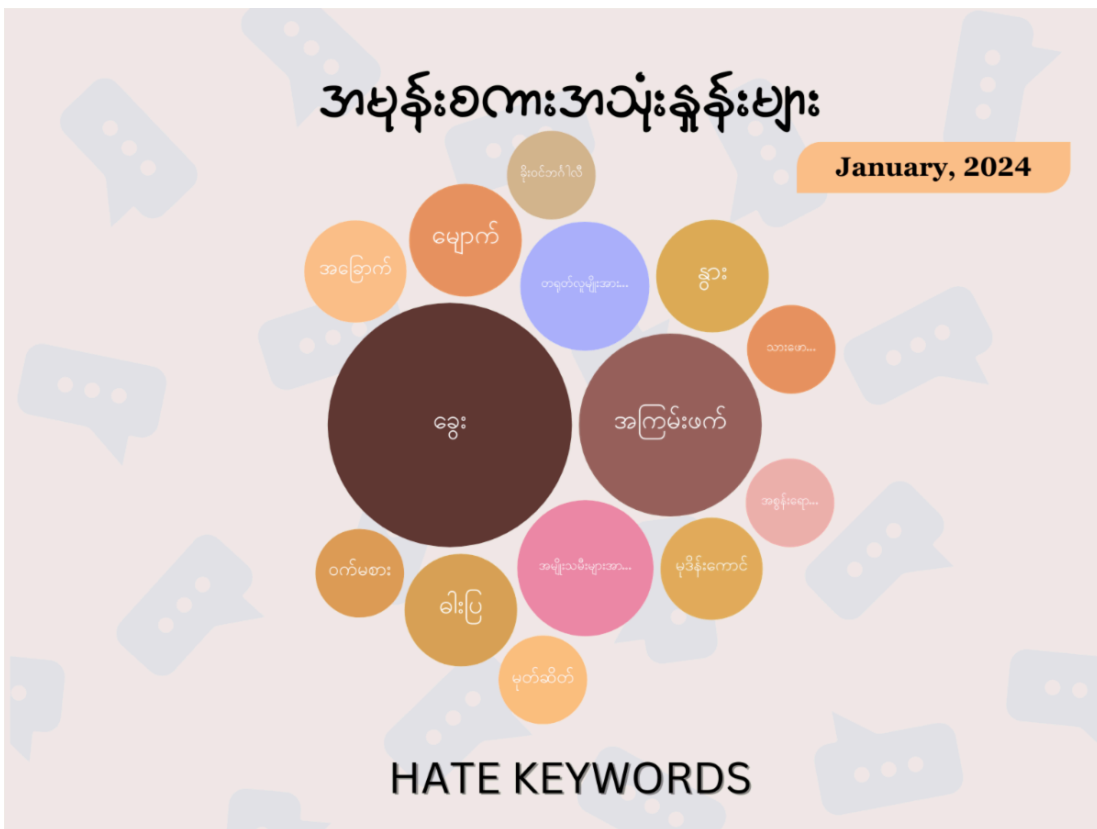 အမုန်းစကားအသုံးနှုန်းများ
January, 2024
ခိုးဝင်ဘင်္ဂါလီ
မျောက်
အခြောက်
တရုတ်လူမျိုးအား...
နွား
သားဖော...
ခွေး
အကြမ်းဖက်
အစွန်းရော...
ဝက်မစား
ဓါးပြ
အမျိုးသမီးများအာ...
မုဒိန်းကောင်
မုတ်ဆိတ်
HATE KEYWORDS